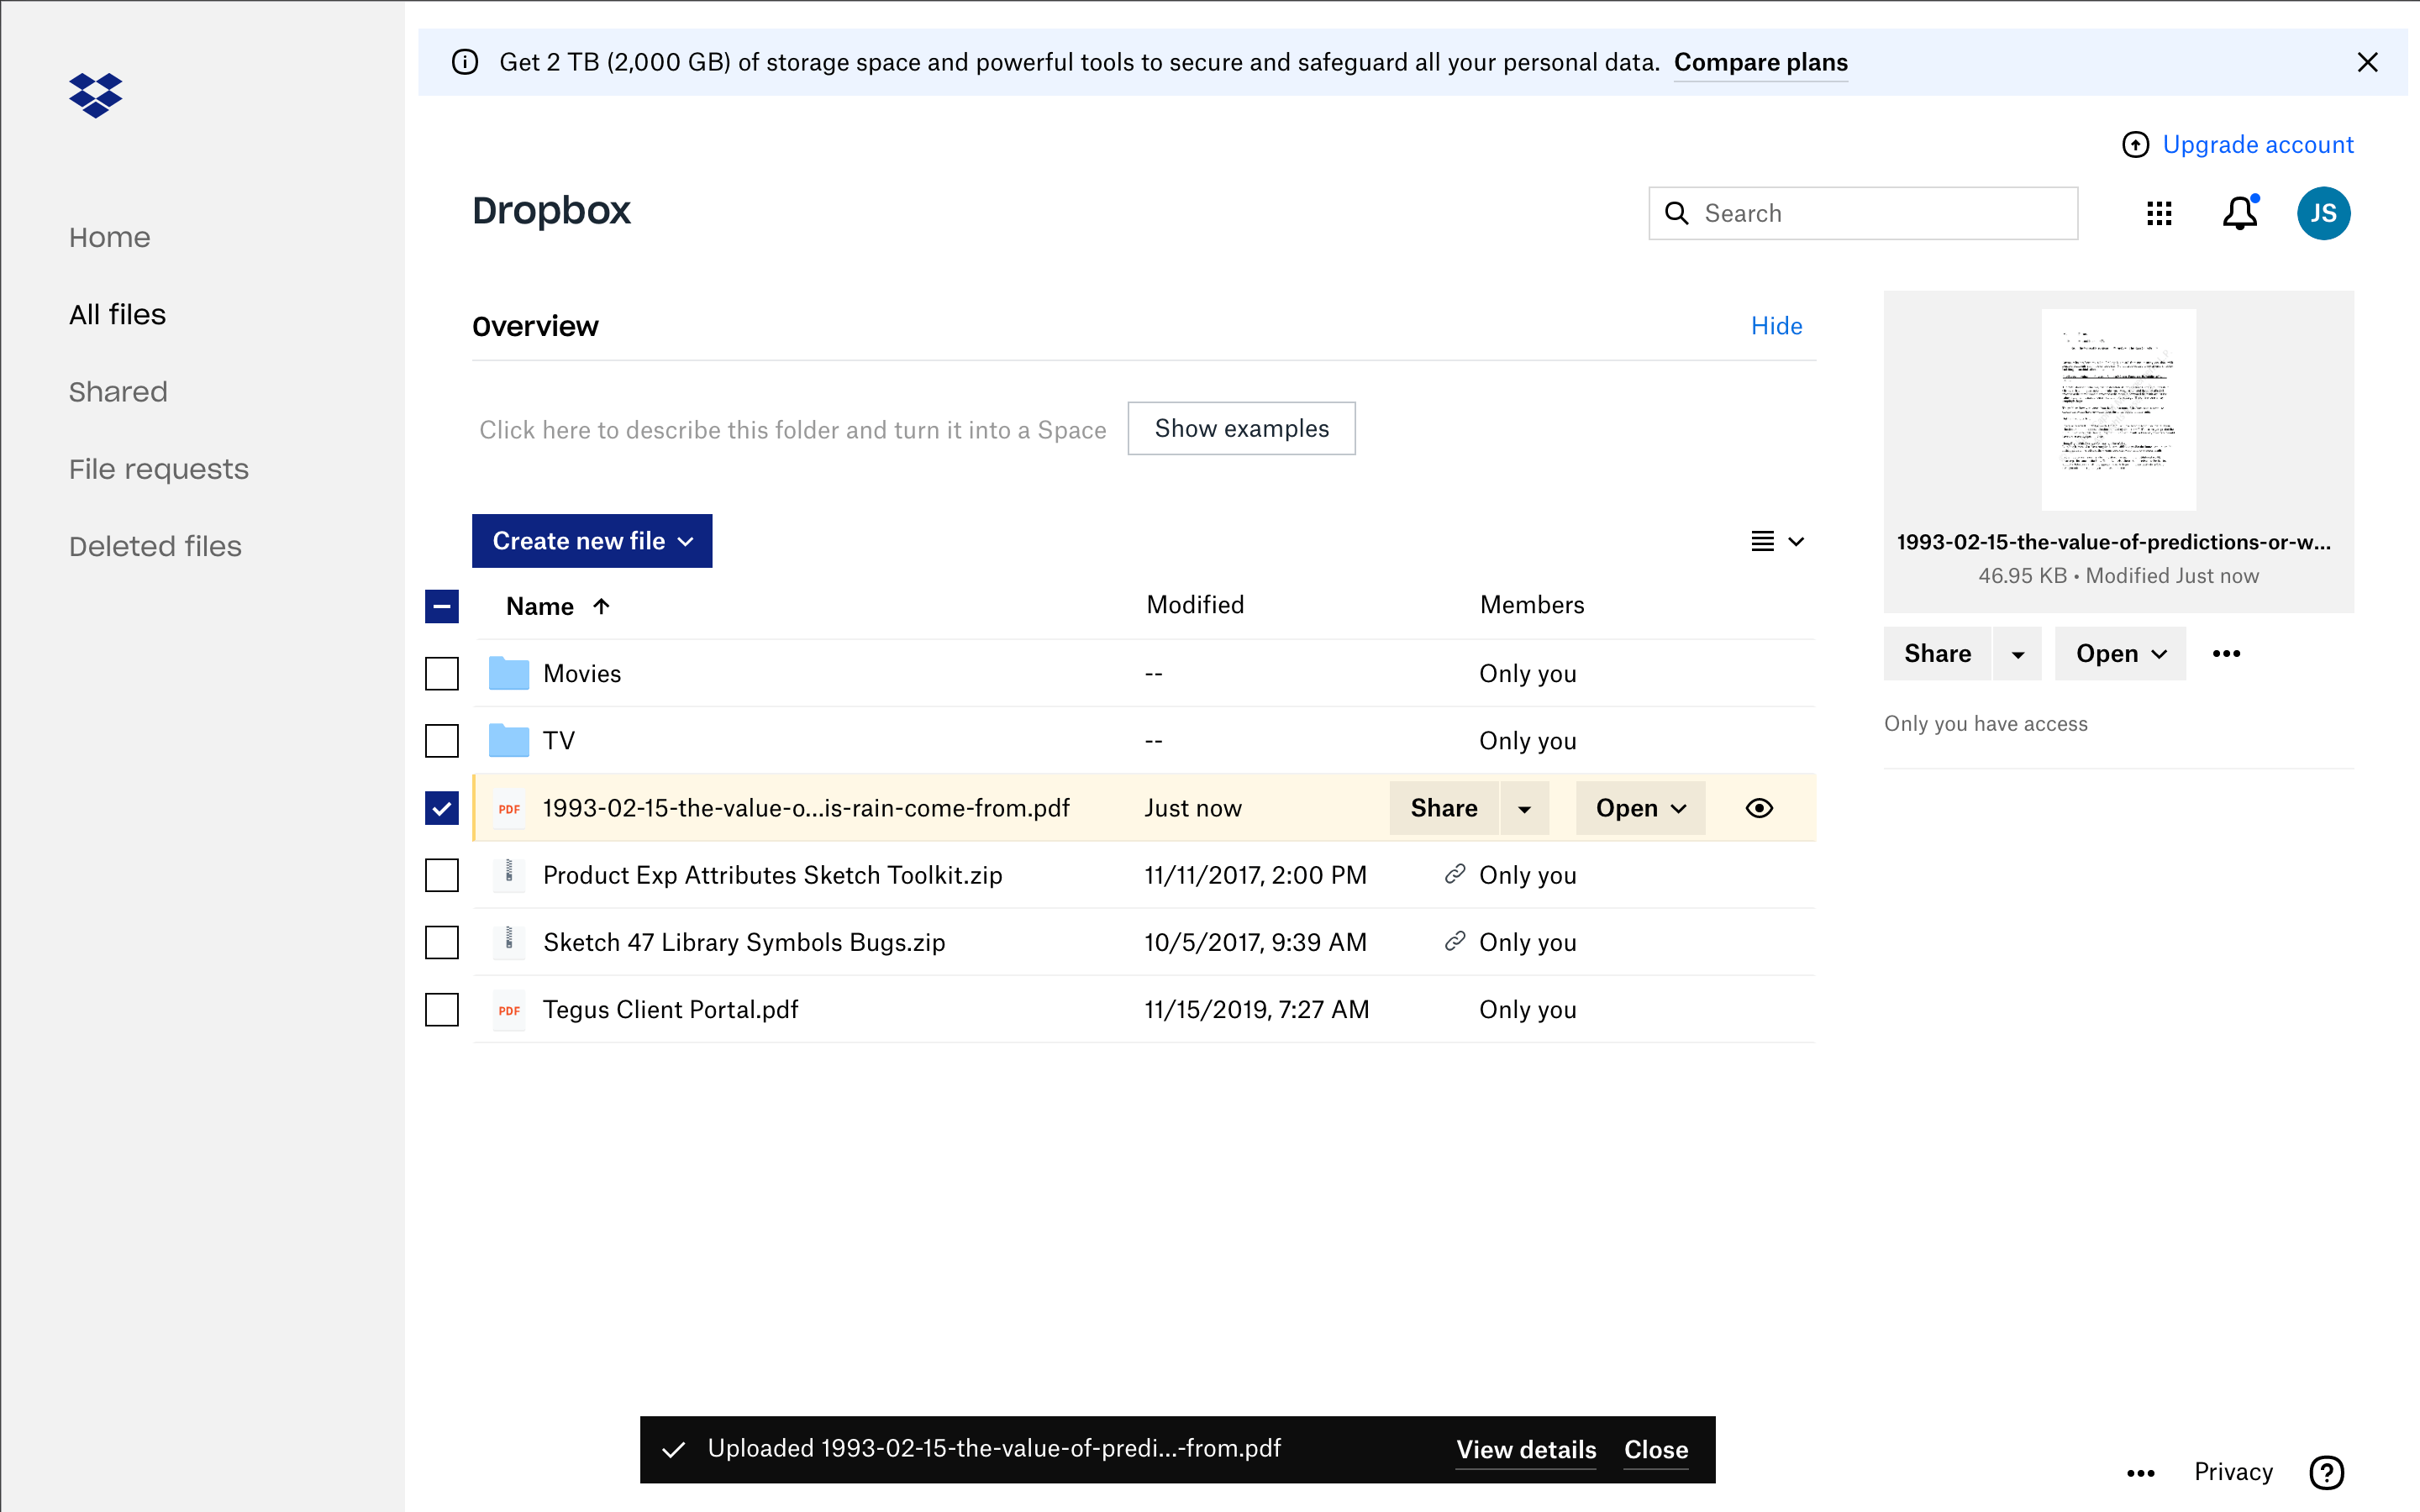 Get 2 TB (2,000 GB) of storage space and powerful tools to secure and safeguard all your personal data. Compare plans
Upgrade account
Dropbox
Search
JS
Home
All files
Shared
File requests
Deleted files
Overview
Hide
Click here to describe this folder and turn it into a Space
Show examples
Create new file
Name
Modified
Members
Movies
--
Only you
TV
--
Only you
PDF
1993-02-15-the-value-o...is-rain-come-from.pdf
Just now
Share
Open
Product Exp Attributes Sketch Toolkit.zip
11/11/2017, 2:00 PM
Only you
Sketch 47 Library Symbols Bugs.zip
10/5/2017, 9:39 AM
Only you
PDF
Tegus Client Portal.pdf
11/15/2019, 7:27 AM
Only you
1993-02-15-the-value-of-predictions-or-w...
46.95 KB • Modified Just now
Share
Open
Only you have access
Uploaded 1993-02-15-the-value-of-predi...-from.pdf
View details
Close
Privacy